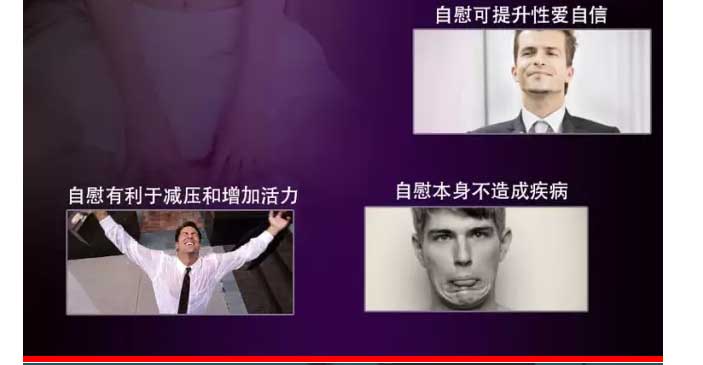 自慰可提升性爱自信
自慰有利于减压和增加活力
自慰本身不造成疾病